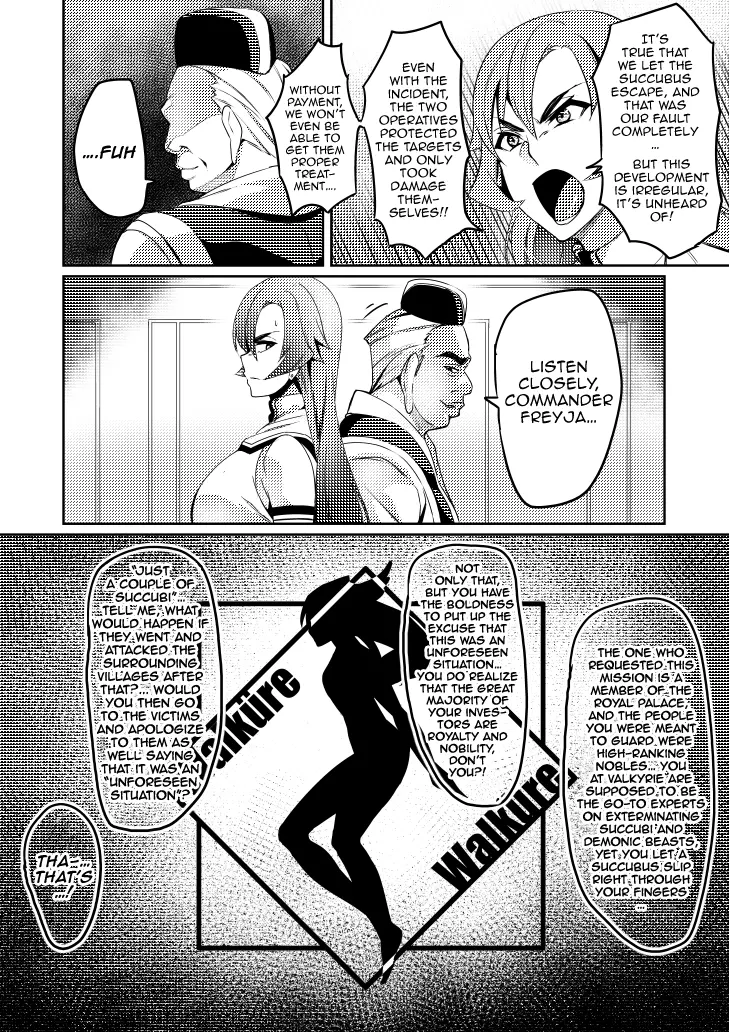 IT'S
TRUE THAT
WE LET THE
SUCCUBUS
ESCAPE, AND
THAT WAS
OUR FAULT
COMPLETELY
...
BUT THIS
DEVELOPMENT
IS IRREGULAR,
IT'S UNHEARD
OF!
EVEN
WITH THE
INCIDENT,
THE TWO
OPERATIVES
PROTECTED
THE TARGETS
AND ONLY
TOOK
DAMAGE
THEM-
SELVES!!
WITHOUT
PAYMENT,
WE WON'T
EVEN BE
ABLE TO
GET THEM
PROPER
TREAT-
MENT....
....FUH
LISTEN
CLOSELY,
COMMANDER
FREYJA...
THE ONE WHO
REQUESTED THIS
MISSION IS A
MEMBER OF THE
ROYAL PALACE,
AND THE PEOPLE
YOU WERE MEANT
TO GUARD WERE
HIGH-RANKING
NOBLES... YOU
AT VALKYRIE ARE
SUPPOSED TO BE
THE GO-TO EXPERTS
ON EXTERMINATING
SUCCUBI AND
DEMONIC BEASTS,
YET YOU LET A
SUCCUBUS SLIP
RIGHT THROUGH
YOUR FINGERS
...
NOT
ONLY THAT,
BUT YOU HAVE
THE BOLDNESS
TO PUT UP THE
EXCUSE THAT
THIS WAS AN
UNFORESEEN
SITUATION...
YOU DO REALIZE
THAT THE GREAT
MAJORITY OF
YOUR INVES-
TORS ARE
ROYALTY AND
NOBILITY,
DON'T
YOU?!
"JUST
A COUPLE OF
SUCCUBI"...
TELL ME, WHAT
WOULD HAPPEN IF
THEY WENT AND
ATTACKED THE
SURROUNDING
VILLAGES AFTER
THAT?... WOULD
YOU THEN GO
TO THE VICTIMS
AND APOLOGIZE
TO THEM AS
WELL SAYING
THAT IT WAS AN
"UNFORESEEN
SITUATION"?
THA-....
THAT'S
....!
Walküre
Walküre